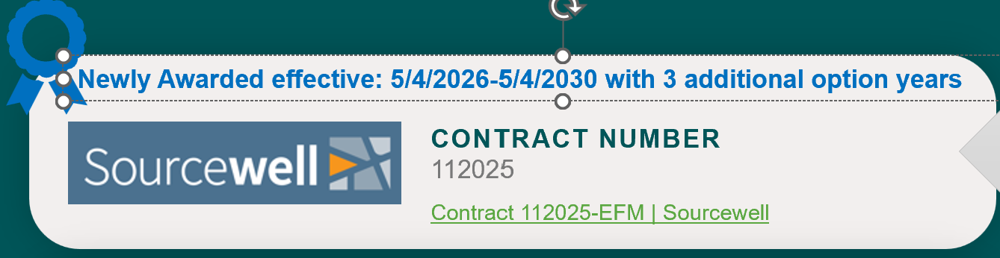 Newly Awarded effective: 5/4/2026-5/4/2030 with 3 additional option years
Sourcewell
CONTRACT NUMBER
112025
Contract 112025-EFM | Sourcewell